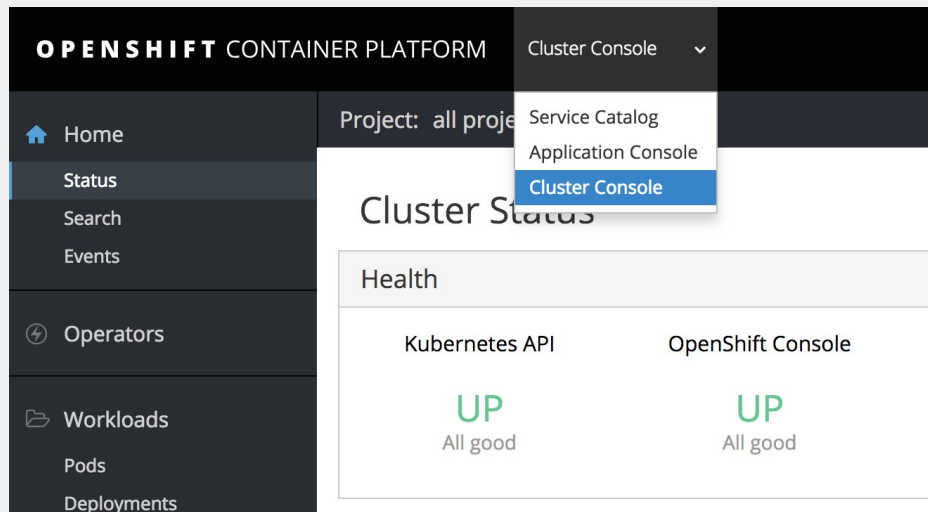 OPENSHIFT CONTAINER PLATFORM
Cluster Console
Service Catalog
Application Console
Cluster Console
Home
Status
Search
Events
Operators
Workloads
Pods
Deployments
Project: all proje
Cluster Status
Health
Kubernetes API
UP
All good
OpenShift Console
UP
All good